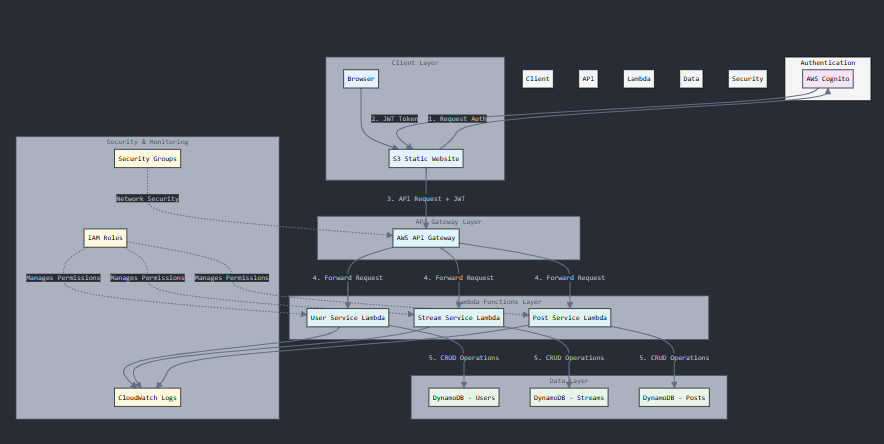 Client Layer
Authentication
Browser
Client
API
Lambda
Data
Security
AWS Cognito
2. JWT Token
1. Request Auth
Security & Monitoring
Security Groups
S3 Static Website
Network Security
3. API Request + JWT
API Gateway Layer
IAM Roles
AWS API Gateway
Manages Permissions
Manages Permissions
Manages Permissions
4. Forward Request
4. Forward Request
4. Forward Request
Lambda Functions Layer
User Service Lambda
Stream Service Lambda
Post Service Lambda
5. CRUD Operations
5. CRUD Operations
5. CRUD Operations
Data Layer
CloudWatch Logs
DynamoDB - Users
DynamoDB - Streams
DynamoDB - Posts